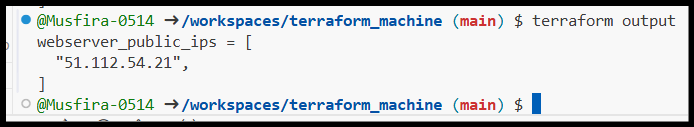 @Musfira-0514 ➜/workspaces/terraform_machine (main) $ terraform output
webserver_public_ips = [
  "51.112.54.21",
]
@Musfira-0514 ➜/workspaces/terraform_machine (main) $